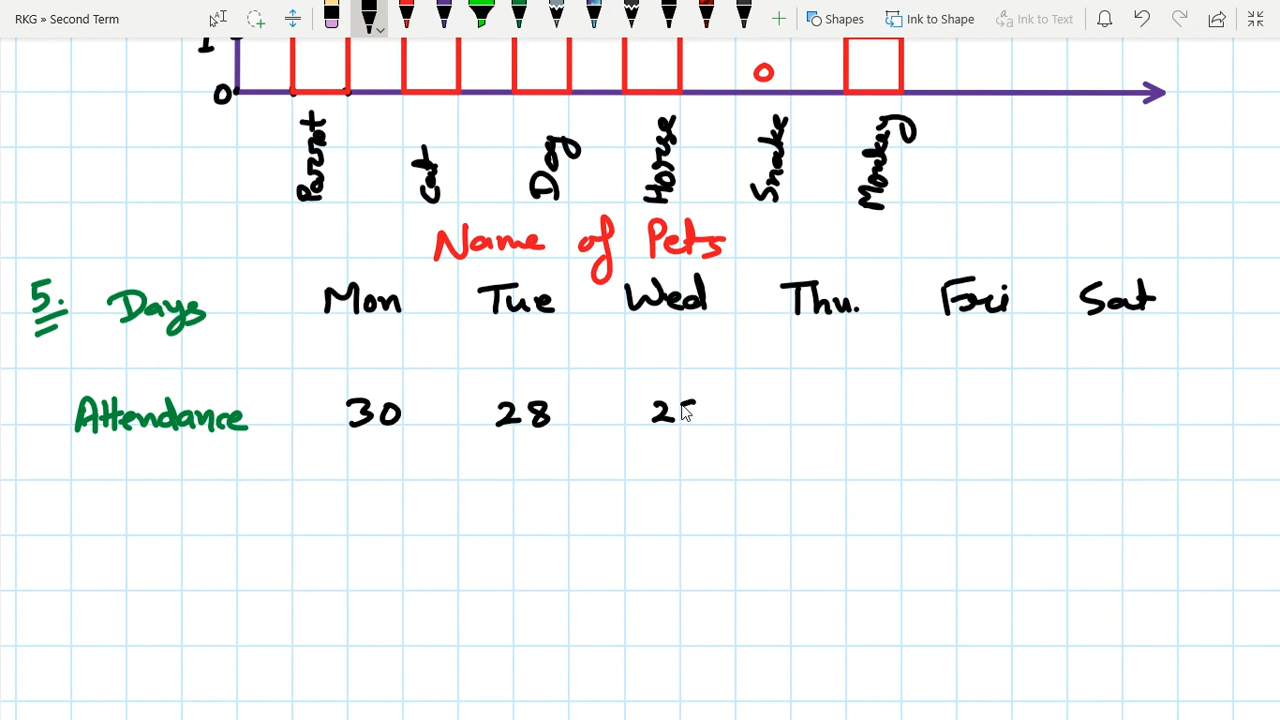 RKG » Second Term Shapes Ink to Shape Ink to Text
1
0 0
Parrot Cat Dog Horse Snake Monkey
Name of Pets
5. Days Mon Tue Wed Thu. Fri Sat
Attendance 30 28